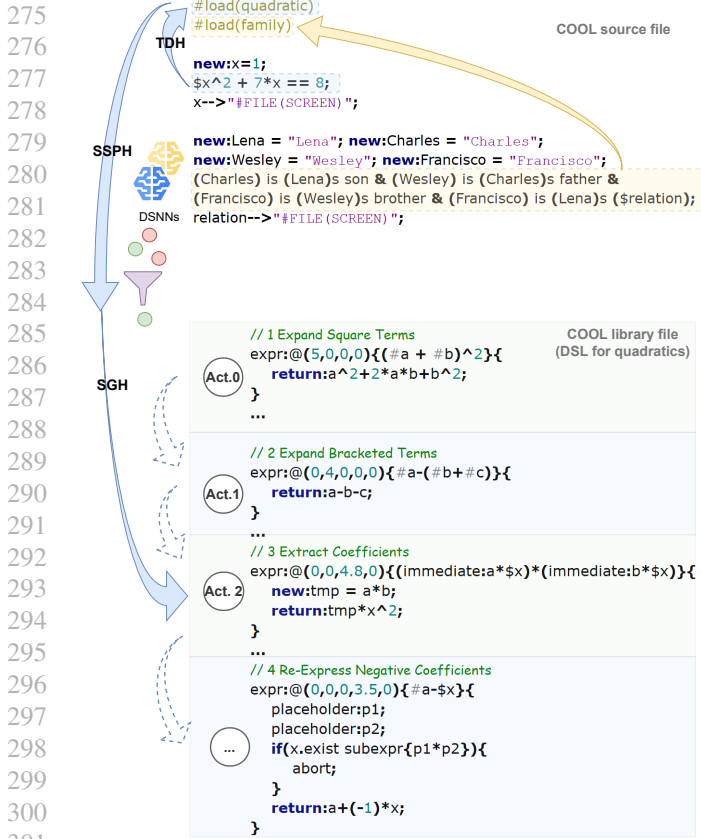 275
276
277
278
279
280
281
282
283
284
285
286
287
288
289
290
291
292
293
294
295
296
297
298
299
300
301
#load(quadratic)
#load(family)
COOL source file
TDH
new:x=1;
$x^2 + 7*x == 8;
x-->"#FILE(SCREEN)";
SSPH
new:Lena = "Lena"; new:Charles = "Charles";
new:Wesley = "Wesley"; new:Francisco = "Francisco";
(Charles) is (Lena)s son & (Wesley) is (Charles)s father &
(Francisco) is (Wesley)s brother & (Francisco) is (Lena)s ($relation);
relation-->"#FILE(SCREEN)";
DSNNs
SGH
COOL library file
(DSL for quadratics)
// 1 Expand Square Terms
Act.0
expr:@(5,0,0,0){(#a + #b)^2}{
return:a^2+2*a*b+b^2;
}
...
// 2 Expand Bracketed Terms
Act.1
expr:@(0,4,0,0,0){#a-(#b+#c)}{
return:a-b-c;
}
...
// 3 Extract Coefficients
Act. 2
expr:@(0,0,4.8,0){(immediate:a*$x)*(immediate:b*$x)}{
new:tmp = a*b;
return:tmp*x^2;
}
...
// 4 Re-Express Negative Coefficients
...
expr:@(0,0,0,3.5,0){#a-$x}{
placeholder:p1;
placeholder:p2;
if(x.exist subexpr{p1*p2}){
abort;
}
return:a+(-1)*x;
}